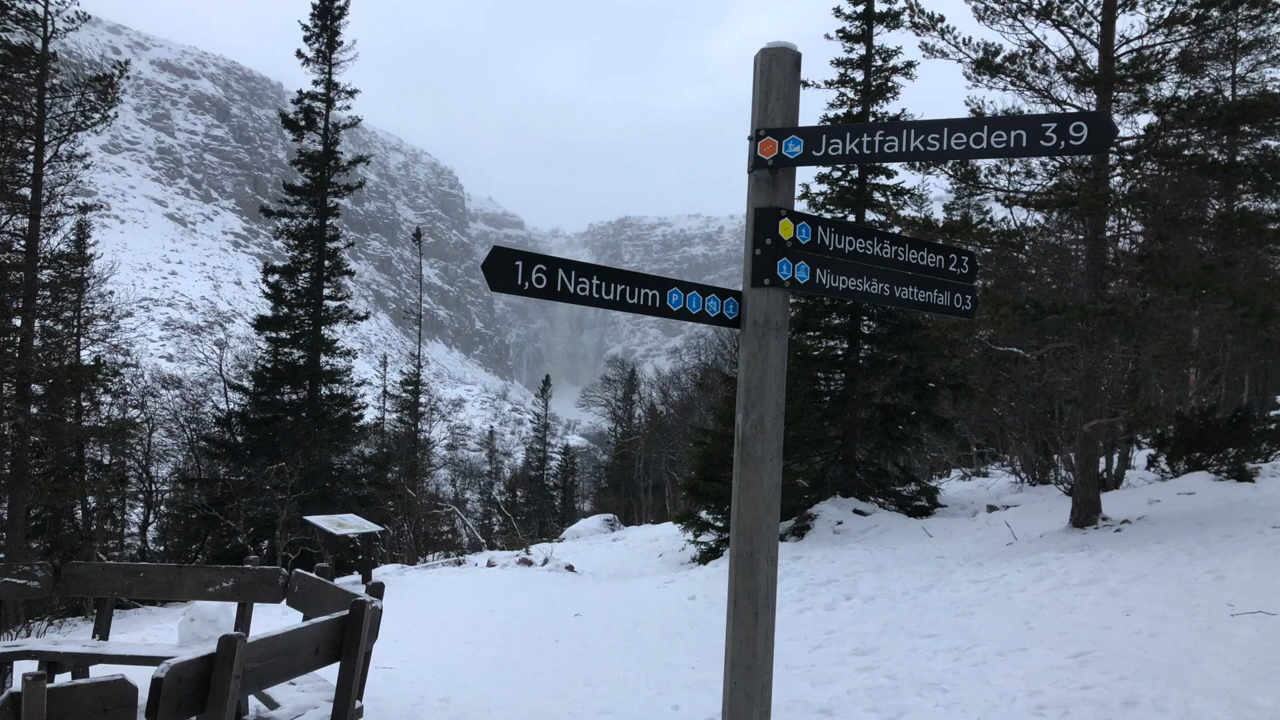 Jaktfalksleden 3,9
Njupeskärsleden 2,3
Njupeskärs vattenfall 0,3
1,6 Naturum P i